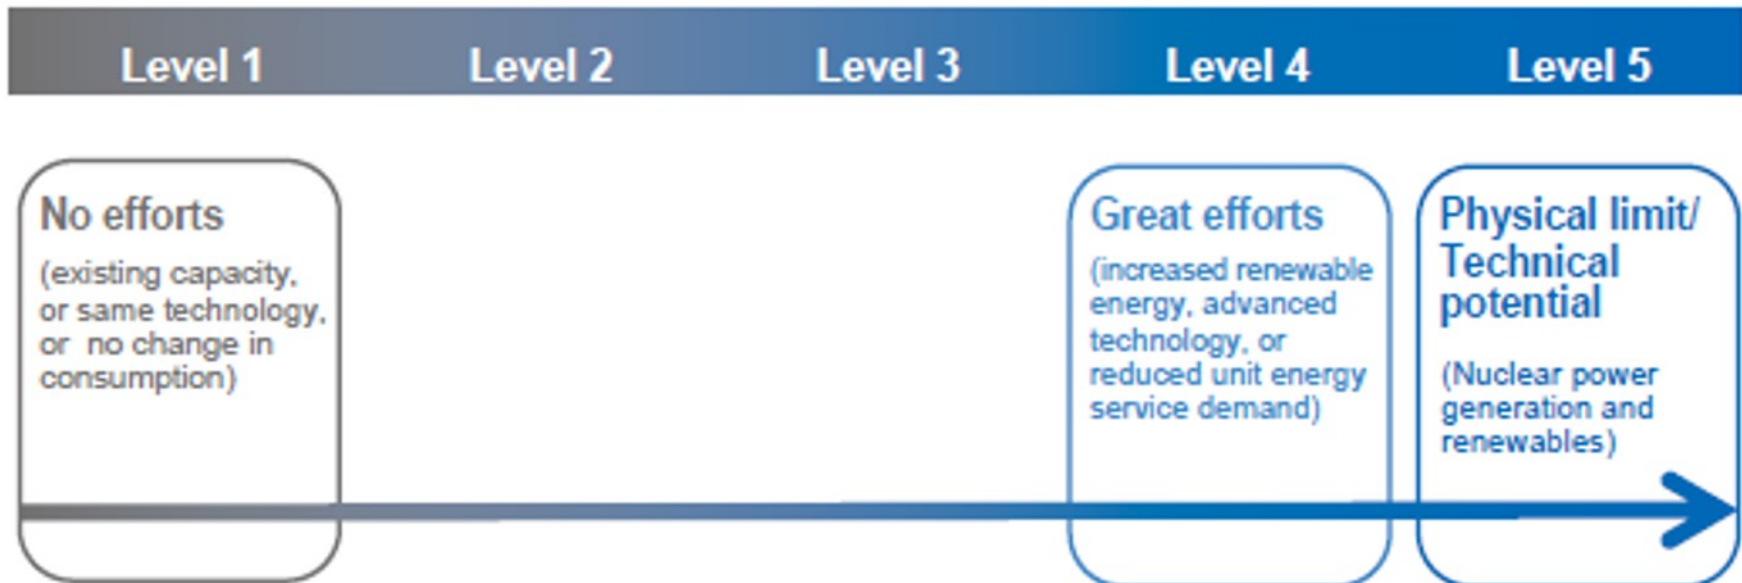 Level 1 Level 2 Level 3 Level 4 Level 5
No efforts
(existing capacity,
or same technology,
or no change in
consumption)
Great efforts
(increased renewable
energy, advanced
technology, or
reduced unit energy
service demand)
Physical limit/
Technical
potential
(Nuclear power
generation and
renewables)